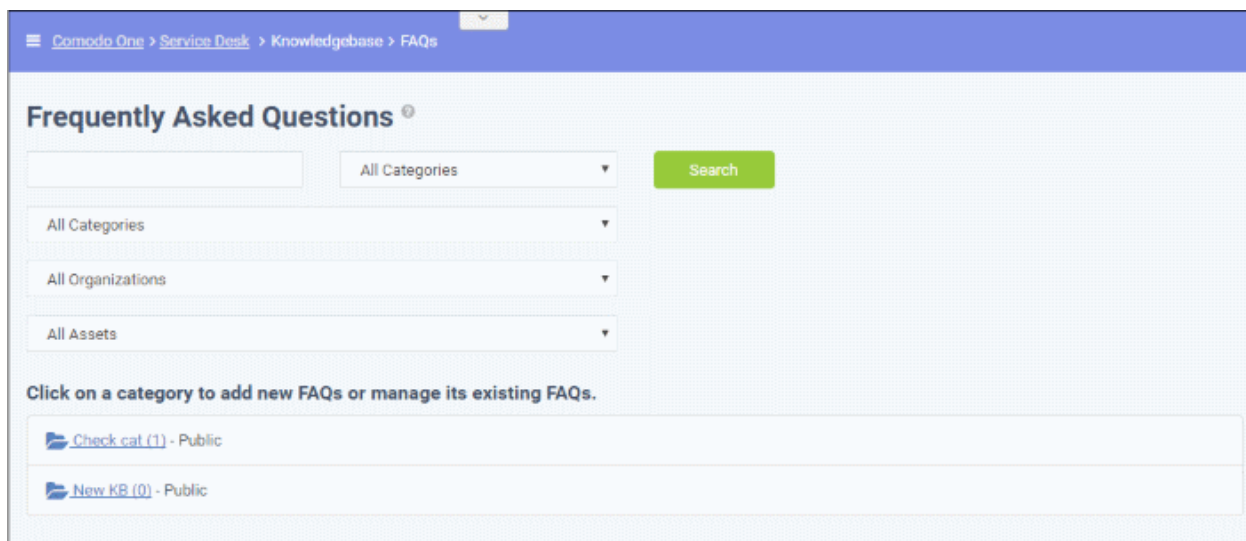 Comodo One > Service Desk > Knowledgebase > FAQs
Frequently Asked Questions ?
All Categories Search
All Categories
All Organizations
All Assets
Click on a category to add new FAQs or manage its existing FAQs.
Check cat (1) - Public
New KB (0) - Public